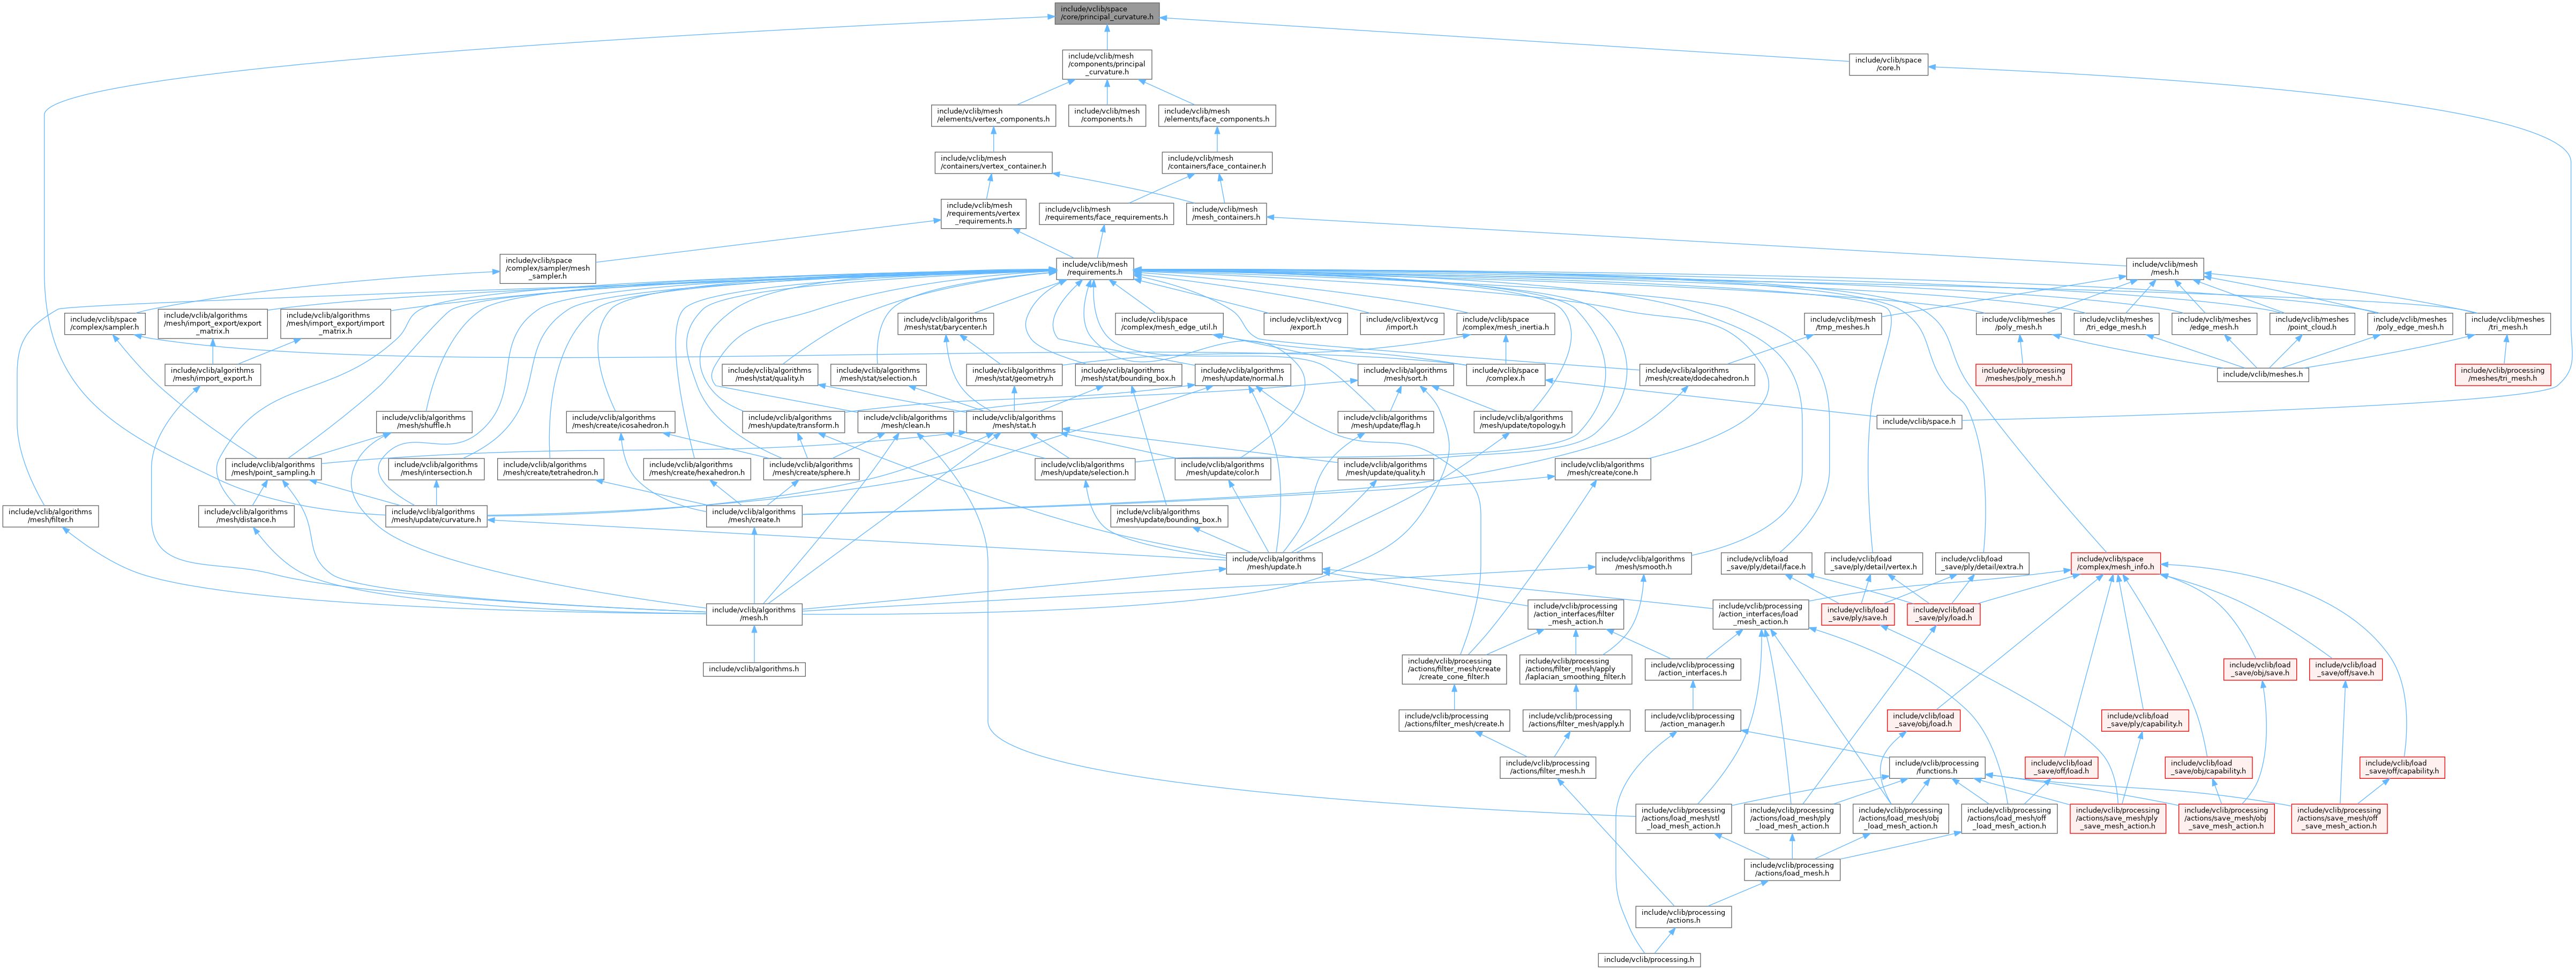 include/vclib/space
/core/principal_curvature.h
include/vclib/mesh
/components/principal
_curvature.h
include/vclib/space
/core.h
include/vclib/mesh
/elements/vertex_components.h
include/vclib/mesh
/components.h
include/vclib/mesh
/elements/face_components.h
include/vclib/mesh
/containers/vertex_container.h
include/vclib/mesh
/containers/face_container.h
include/vclib/mesh
/requirements/vertex
_requirements.h
include/vclib/mesh
/requirements/face_requirements.h
include/vclib/mesh
/mesh_containers.h
include/vclib/space
/complex/sampler/mesh
_sampler.h
include/vclib/mesh
/requirements.h
include/vclib/mesh
/mesh.h
include/vclib/space
/complex/sampler.h
include/vclib/algorithms
/mesh/import_export/export
_matrix.h
include/vclib/algorithms
/mesh/import_export/import
_matrix.h
include/vclib/algorithms
/mesh/stat/barycenter.h
include/vclib/space
/complex/mesh_edge_util.h
include/vclib/ext/vcg
/export.h
include/vclib/ext/vcg
/import.h
include/vclib/space
/complex/mesh_inertia.h
include/vclib/mesh
/tmp_meshes.h
include/vclib/meshes
/poly_mesh.h
include/vclib/meshes
/tri_edge_mesh.h
include/vclib/meshes
/edge_mesh.h
include/vclib/meshes
/point_cloud.h
include/vclib/meshes
/poly_edge_mesh.h
include/vclib/meshes
/tri_mesh.h
include/vclib/algorithms
/mesh/import_export.h
include/vclib/algorithms
/mesh/stat/quality.h
include/vclib/algorithms
/mesh/stat/selection.h
include/vclib/algorithms
/mesh/stat/geometry.h
include/vclib/algorithms
/mesh/stat/bounding_box.h
include/vclib/algorithms
/mesh/update/normal.h
include/vclib/algorithms
/mesh/sort.h
include/vclib/space
/complex.h
include/vclib/algorithms
/mesh/create/dodecahedron.h
include/vclib/processing
/meshes/poly_mesh.h
include/vclib/meshes.h
include/vclib/processing
/meshes/tri_mesh.h
include/vclib/algorithms
/mesh/shuffle.h
include/vclib/algorithms
/mesh/create/icosahedron.h
include/vclib/algorithms
/mesh/update/transform.h
include/vclib/algorithms
/mesh/clean.h
include/vclib/algorithms
/mesh/stat.h
include/vclib/algorithms
/mesh/update/flag.h
include/vclib/algorithms
/mesh/update/topology.h
include/vclib/space.h
include/vclib/algorithms
/mesh/point_sampling.h
include/vclib/algorithms
/mesh/intersection.h
include/vclib/algorithms
/mesh/create/tetrahedron.h
include/vclib/algorithms
/mesh/create/hexahedron.h
include/vclib/algorithms
/mesh/create/sphere.h
include/vclib/algorithms
/mesh/update/selection.h
include/vclib/algorithms
/mesh/update/color.h
include/vclib/algorithms
/mesh/update/quality.h
include/vclib/algorithms
/mesh/create/cone.h
include/vclib/algorithms
/mesh/filter.h
include/vclib/algorithms
/mesh/distance.h
include/vclib/algorithms
/mesh/update/curvature.h
include/vclib/algorithms
/mesh/create.h
include/vclib/algorithms
/mesh/update/bounding_box.h
include/vclib/algorithms
/mesh/update.h
include/vclib/algorithms
/mesh/smooth.h
include/vclib/load
_save/ply/detail/face.h
include/vclib/load
_save/ply/detail/vertex.h
include/vclib/load
_save/ply/detail/extra.h
include/vclib/space
/complex/mesh_info.h
include/vclib/algorithms
/mesh.h
include/vclib/processing
/action_interfaces/filter
_mesh_action.h
include/vclib/processing
/action_interfaces/load
_mesh_action.h
include/vclib/load
_save/ply/save.h
include/vclib/load
_save/ply/load.h
include/vclib/algorithms.h
include/vclib/processing
/actions/filter_mesh/create
/create_cone_filter.h
include/vclib/processing
/actions/filter_mesh/apply
/laplacian_smoothing_filter.h
include/vclib/processing
/action_interfaces.h
include/vclib/load
_save/obj/save.h
include/vclib/load
_save/off/save.h
include/vclib/processing
/actions/filter_mesh/create.h
include/vclib/processing
/actions/filter_mesh/apply.h
include/vclib/processing
/action_manager.h
include/vclib/load
_save/obj/load.h
include/vclib/load
_save/ply/capability.h
include/vclib/processing
/actions/filter_mesh.h
include/vclib/processing
/functions.h
include/vclib/load
_save/off/load.h
include/vclib/load
_save/obj/capability.h
include/vclib/load
_save/off/capability.h
include/vclib/processing
/actions/load_mesh/stl
_load_mesh_action.h
include/vclib/processing
/actions/load_mesh/ply
_load_mesh_action.h
include/vclib/processing
/actions/load_mesh/obj
_load_mesh_action.h
include/vclib/processing
/actions/load_mesh/off
_load_mesh_action.h
include/vclib/processing
/actions/save_mesh/ply
_save_mesh_action.h
include/vclib/processing
/actions/save_mesh/obj
_save_mesh_action.h
include/vclib/processing
/actions/save_mesh/off
_save_mesh_action.h
include/vclib/processing
/actions/load_mesh.h
include/vclib/processing
/actions.h
include/vclib/processing.h